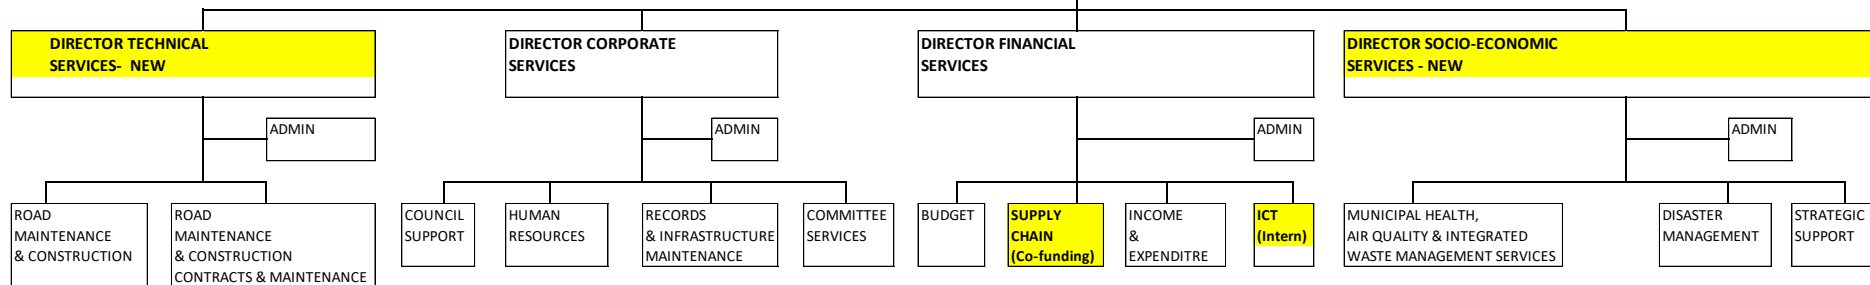 DIRECTOR TECHNICAL
SERVICES-  NEW
DIRECTOR CORPORATE
SERVICES
DIRECTOR FINANCIAL
SERVICES
DIRECTOR SOCIO-ECONOMIC
SERVICES - NEW
ADMIN
ADMIN
ADMIN
ADMIN
ROAD
MAINTENANCE
& CONSTRUCTION
ROAD
MAINTENANCE
& CONSTRUCTION
CONTRACTS & MAINTENANCE
COUNCIL
SUPPORT
HUMAN
RESOURCES
RECORDS
& INFRASTRUCTURE
MAINTENANCE
COMMITTEE
SERVICES
BUDGET
SUPPLY
CHAIN
(Co-funding)
INCOME
&
EXPENDITRE
ICT
(Intern)
MUNICIPAL HEALTH,
AIR QUALITY & INTEGRATED
WASTE MANAGEMENT SERVICES
DISASTER
MANAGEMENT
STRATEGIC
SUPPORT